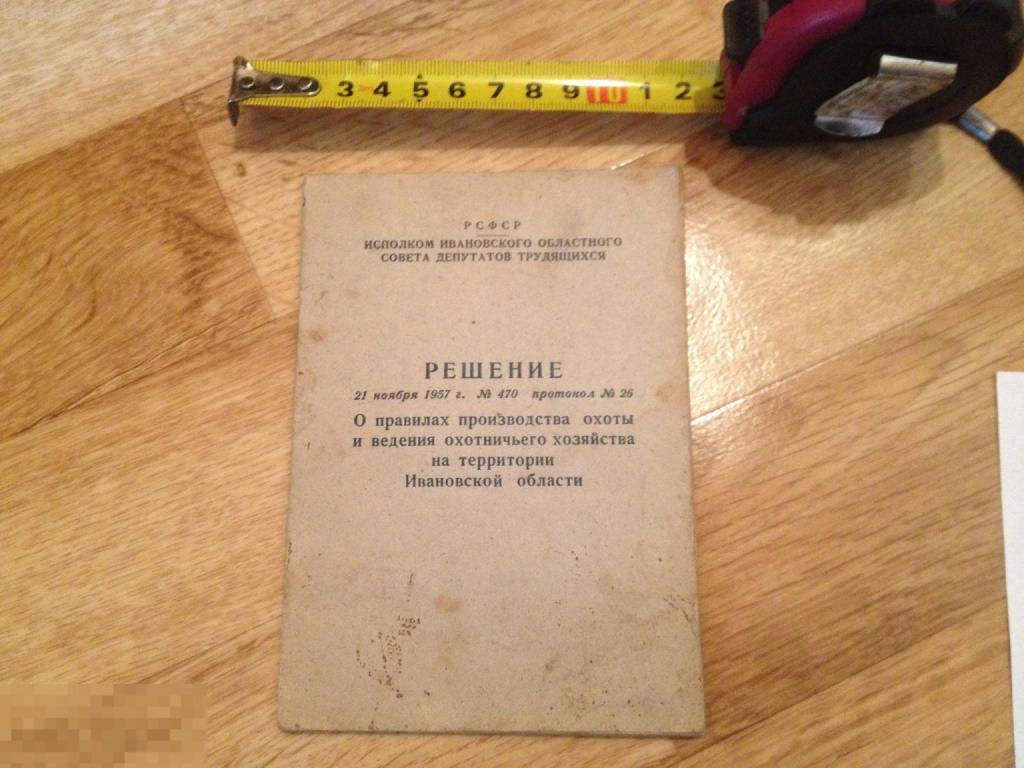 3 4 5 6 7 8 9 10 1 2 3
РСФСР
ИСПОЛКОМ ИВАНОВСКОГО ОБЛАСТНОГО
СОВЕТА ДЕПУТАТОВ ТРУДЯЩИХСЯ
РЕШЕНИЕ
21 ноября 1957 г. № 470 протокол № 26
О правилах производства охоты
и ведения охотничьего хозяйства
на территории
Ивановской области